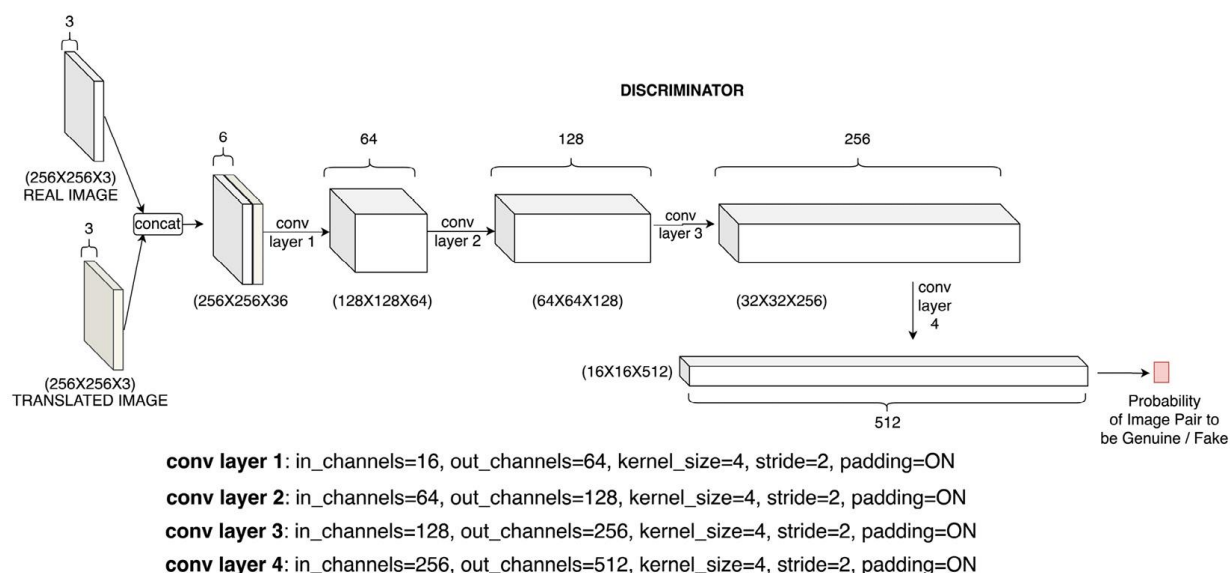 DISCRIMINATOR
3
(256X256X3)
REAL IMAGE
3
(256X256X3)
TRANSLATED IMAGE
concat
6
(256X256X36
conv
layer 1
64
(128X128X64)
conv
layer 2
128
(64X64X128)
conv
layer 3
256
(32X32X256)
conv
layer
4
(16X16X512)
512
Probability
of Image Pair to
be Genuine / Fake
conv layer 1: in_channels=16, out_channels=64, kernel_size=4, stride=2, padding=ON
conv layer 2: in_channels=64, out_channels=128, kernel_size=4, stride=2, padding=ON
conv layer 3: in_channels=128, out_channels=256, kernel_size=4, stride=2, padding=ON
conv layer 4: in_channels=256, out_channels=512, kernel_size=4, stride=2, padding=ON